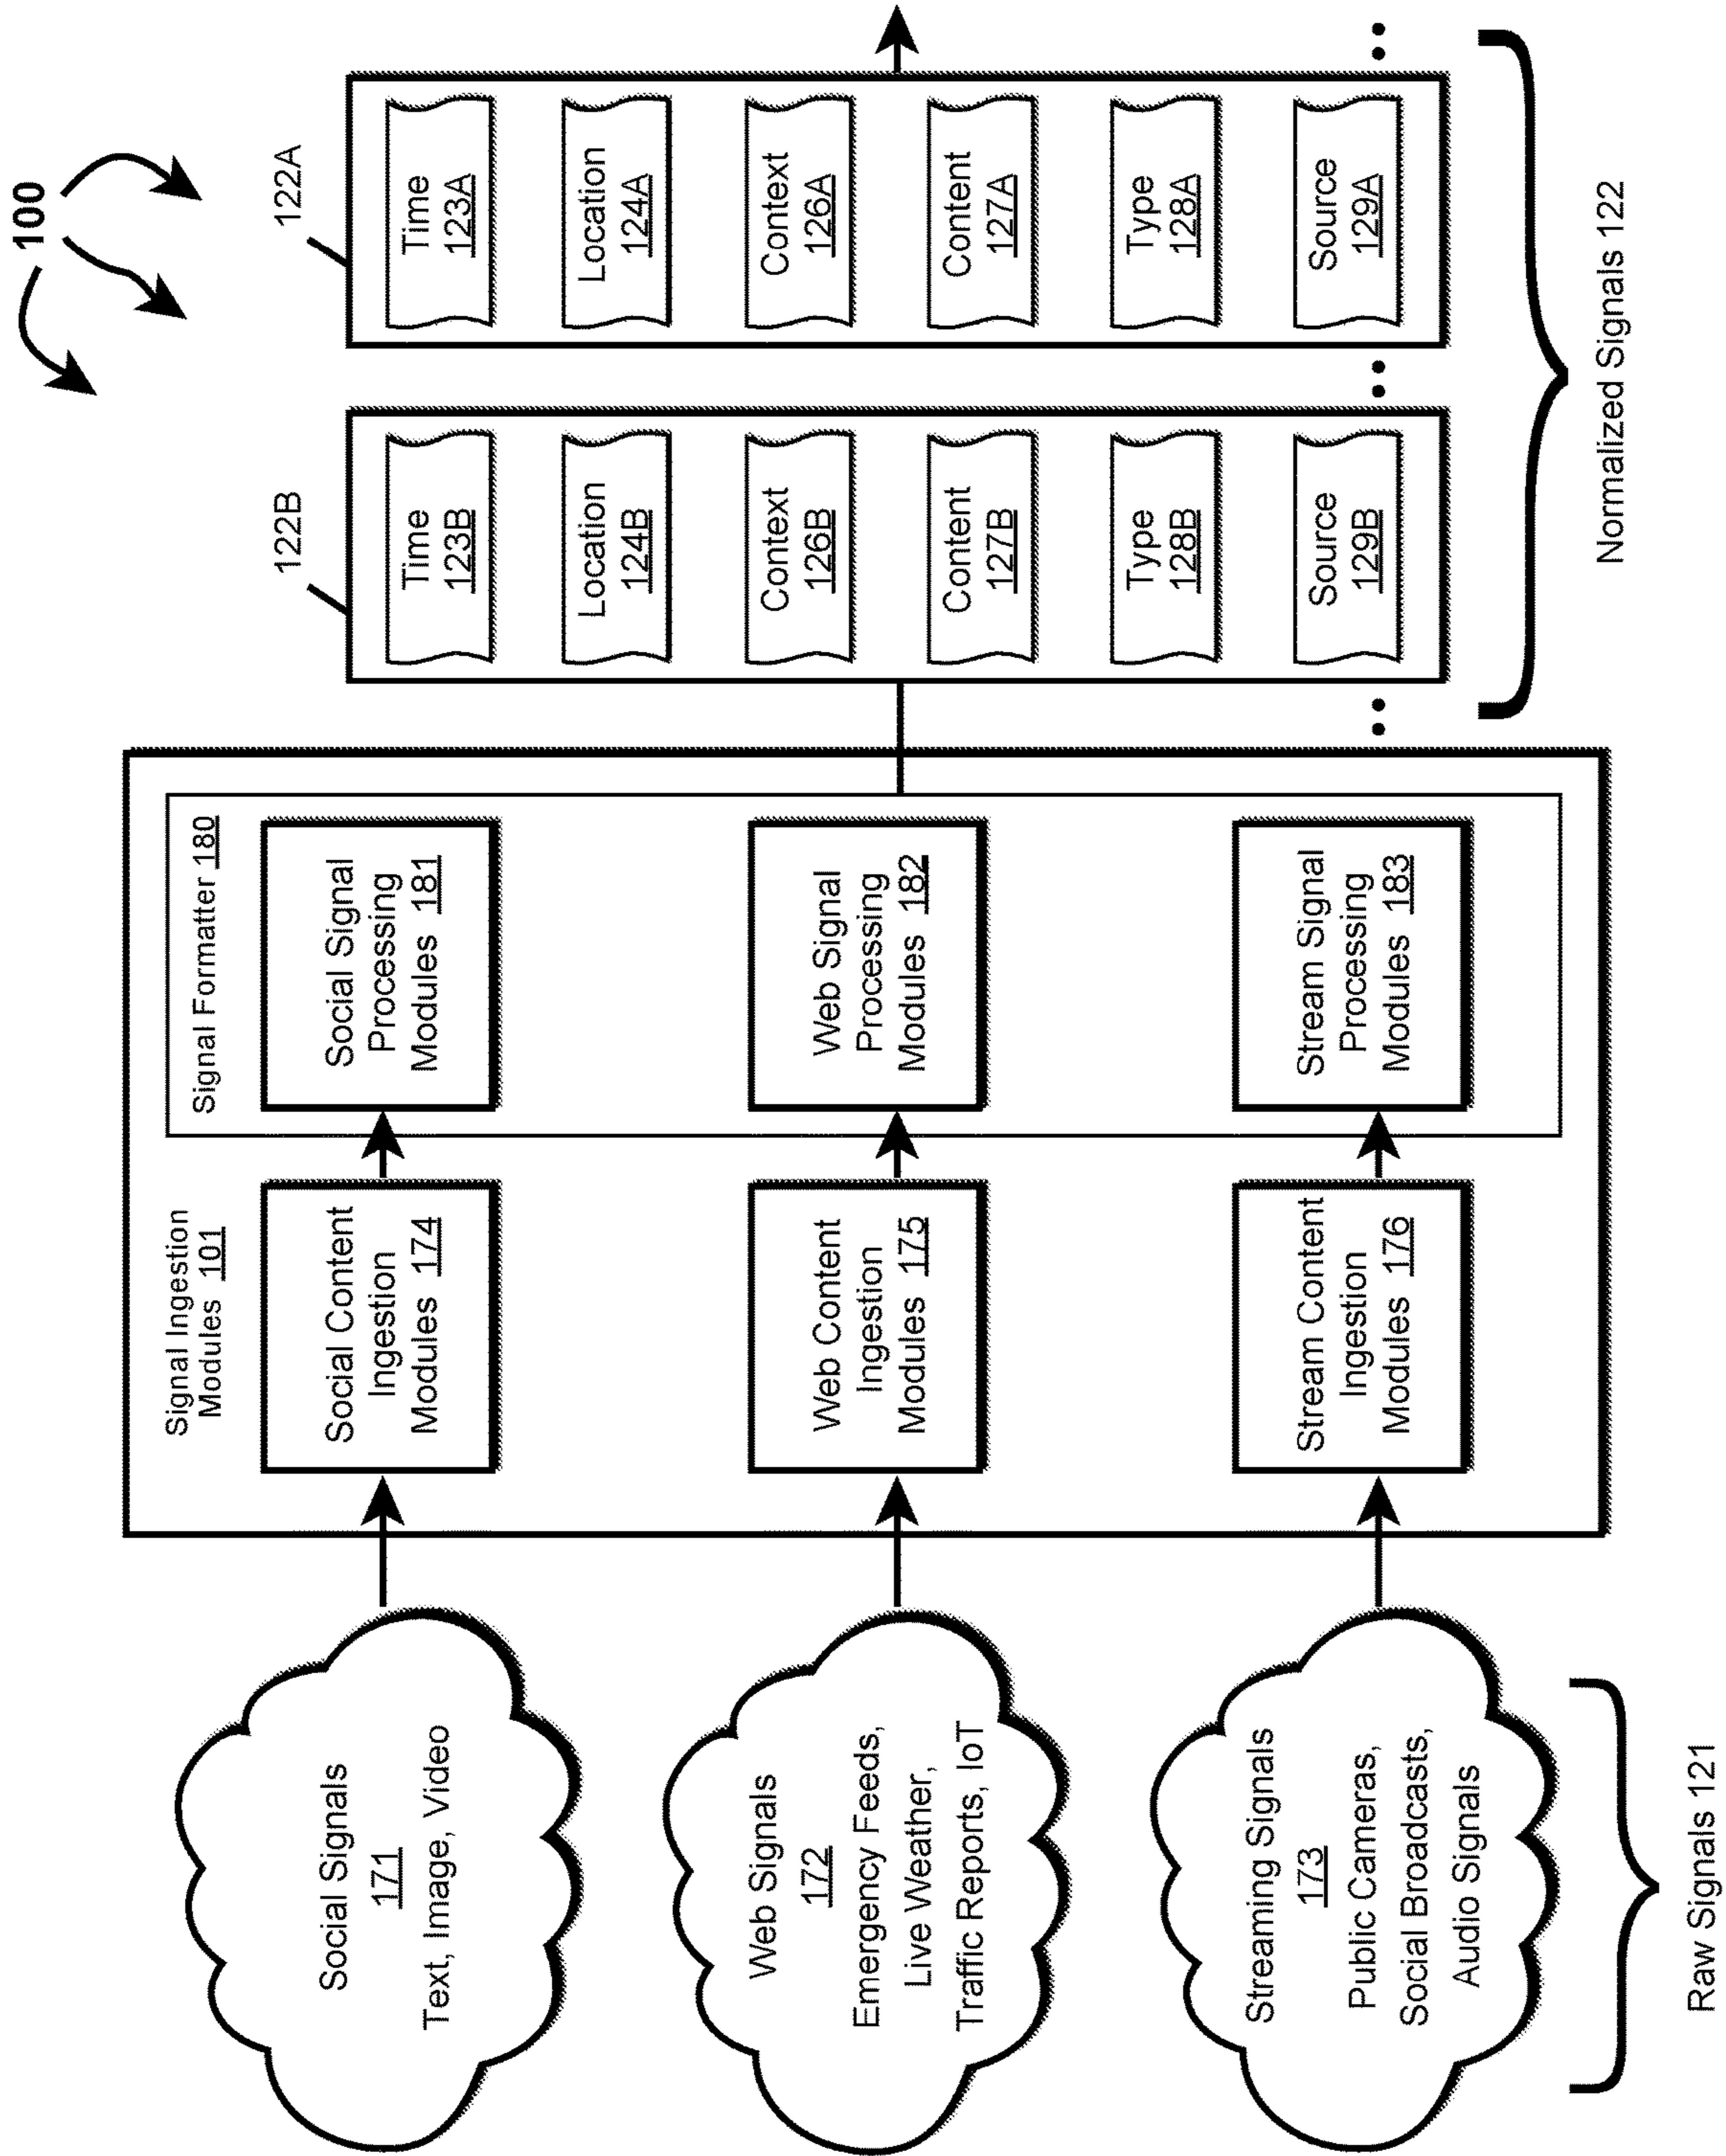 100
Social Signals
171
Text, Image, Video
Web Signals
172
Emergency Feeds,
Live Weather,
Traffic Reports, IoT
Streaming Signals
173
Public Cameras,
Social Broadcasts,
Audio Signals
Raw Signals 121
Signal Ingestion
Modules 101
Social Content
Ingestion
Modules 174
Web Content
Ingestion
Modules 175
Stream Content
Ingestion
Modules 176
Signal Formatter 180
Social Signal
Processing
Modules 181
Web Signal
Processing
Modules 182
Stream Signal
Processing
Modules 183
122B
Time
123B
Location
124B
Context
126B
Content
127B
Type
128B
Source
129B
122A
Time
123A
Location
124A
Context
126A
Content
127A
Type
128A
Source
129A
Normalized Signals 122